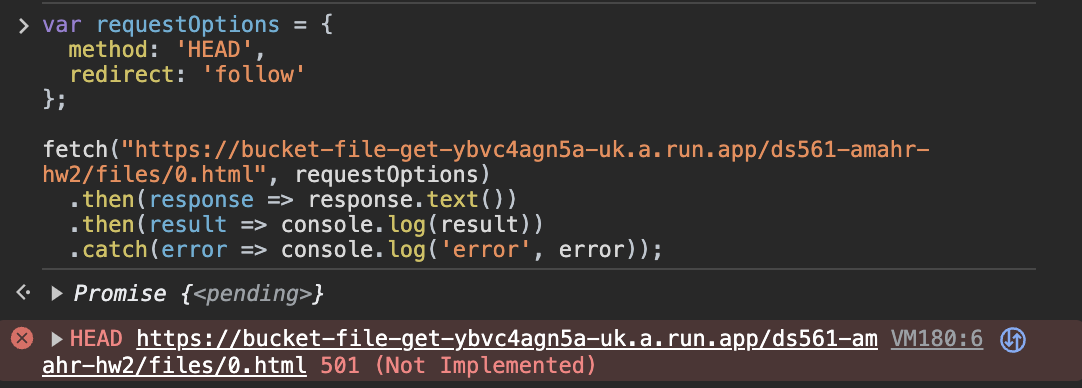 > var requestOptions = {
  method: 'HEAD',
  redirect: 'follow'
};

fetch("https://bucket-file-get-ybvc4agn5a-uk.a.run.app/ds561-amahr-
hw2/files/0.html", requestOptions)
  .then(response => response.text())
  .then(result => console.log(result))
  .catch(error => console.log('error', error));
Promise {<pending>}
HEAD https://bucket-file-get-ybvc4agn5a-uk.a.run.app/ds561-am VM180:6
ahr-hw2/files/0.html 501 (Not Implemented)